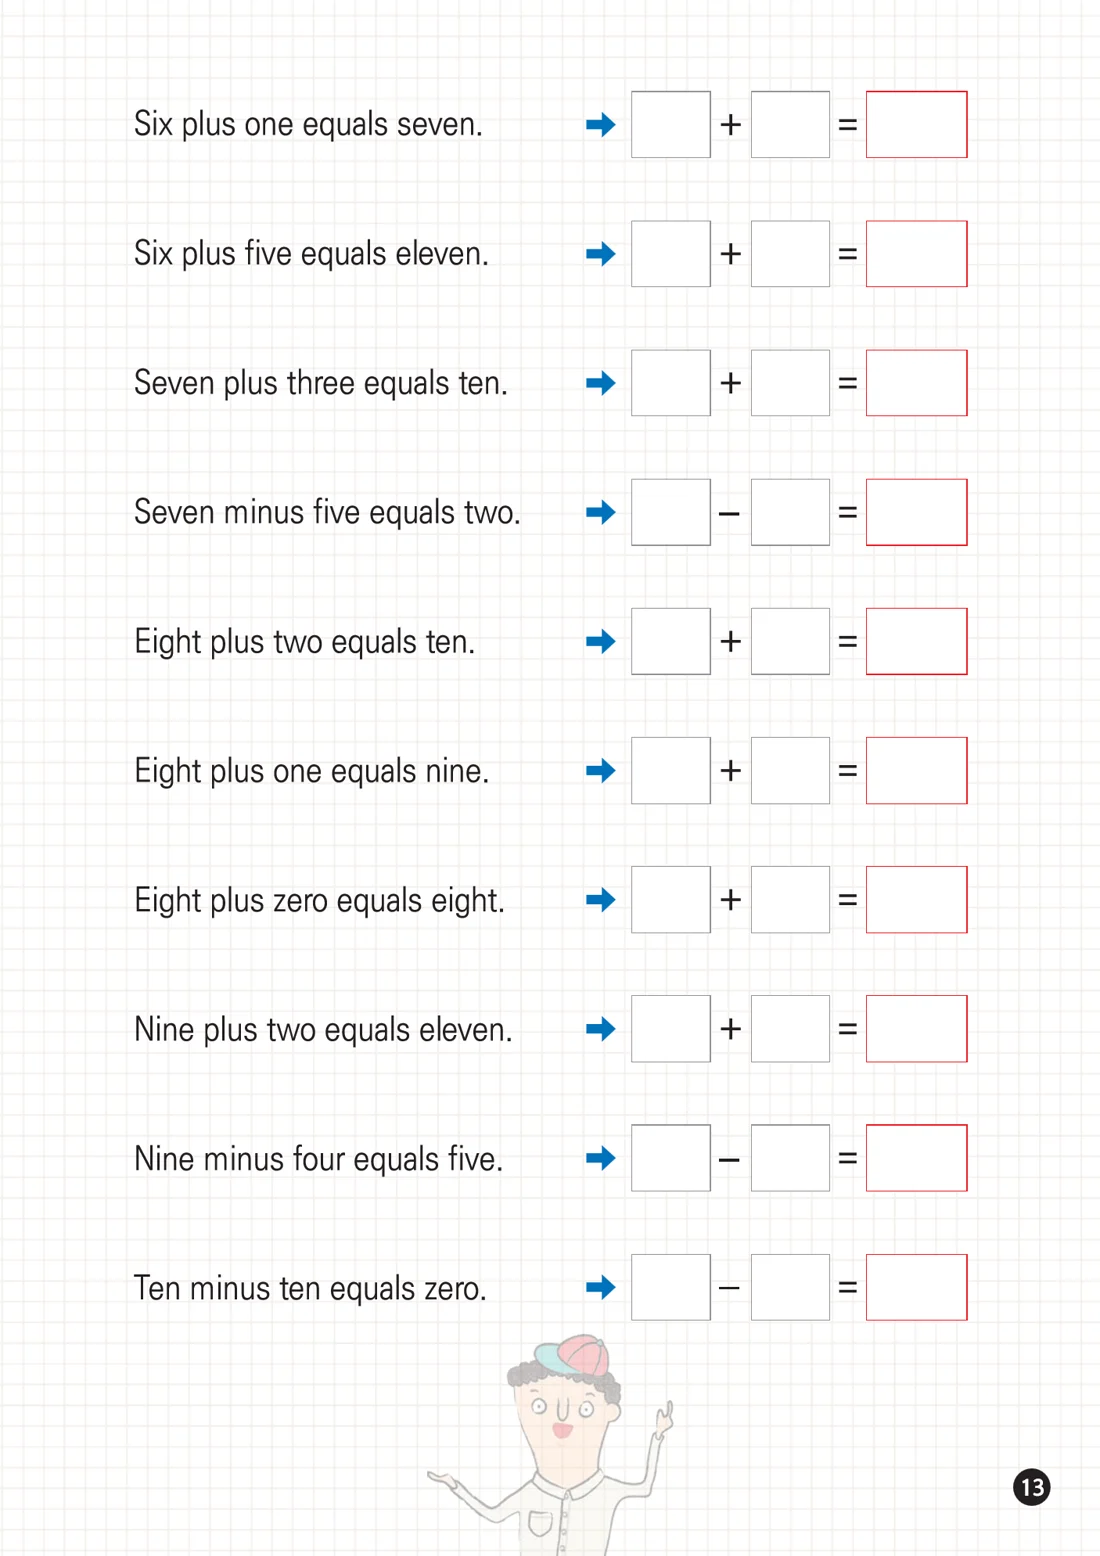 Six plus one equals seven. ➡ + =
Six plus five equals eleven. ➡ + =
Seven plus three equals ten. ➡ + =
Seven minus five equals two. ➡ – =
Eight plus two equals ten. ➡ + =
Eight plus one equals nine. ➡ + =
Eight plus zero equals eight. ➡ + =
Nine plus two equals eleven. ➡ + =
Nine minus four equals five. ➡ – =
Ten minus ten equals zero. ➡ – =
13